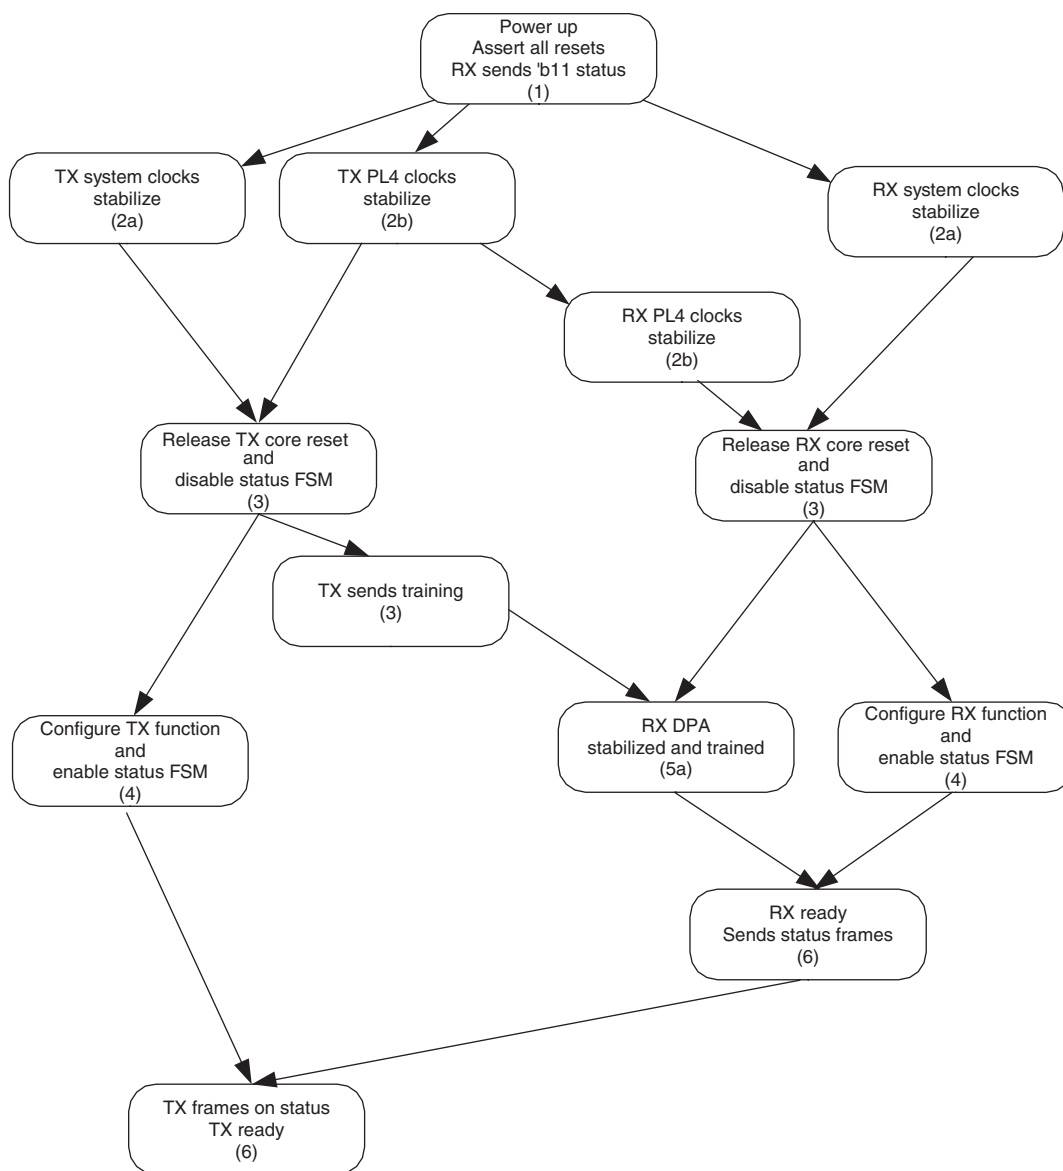 Power up
Assert all resets
RX sends 'b11 status
(1)
TX system clocks
stabilize
(2a)
TX PL4 clocks
stabilize
(2b)
RX system clocks
stabilize
(2a)
RX PL4 clocks
stabilize
(2b)
Release TX core reset
and
disable status FSM
(3)
Release RX core reset
and
disable status FSM
(3)
TX sends training
(3)
Configure TX function
and
enable status FSM
(4)
RX DPA
stabilized and trained
(5a)
Configure RX function
and
enable status FSM
(4)
RX ready
Sends status frames
(6)
TX frames on status
TX ready
(6)